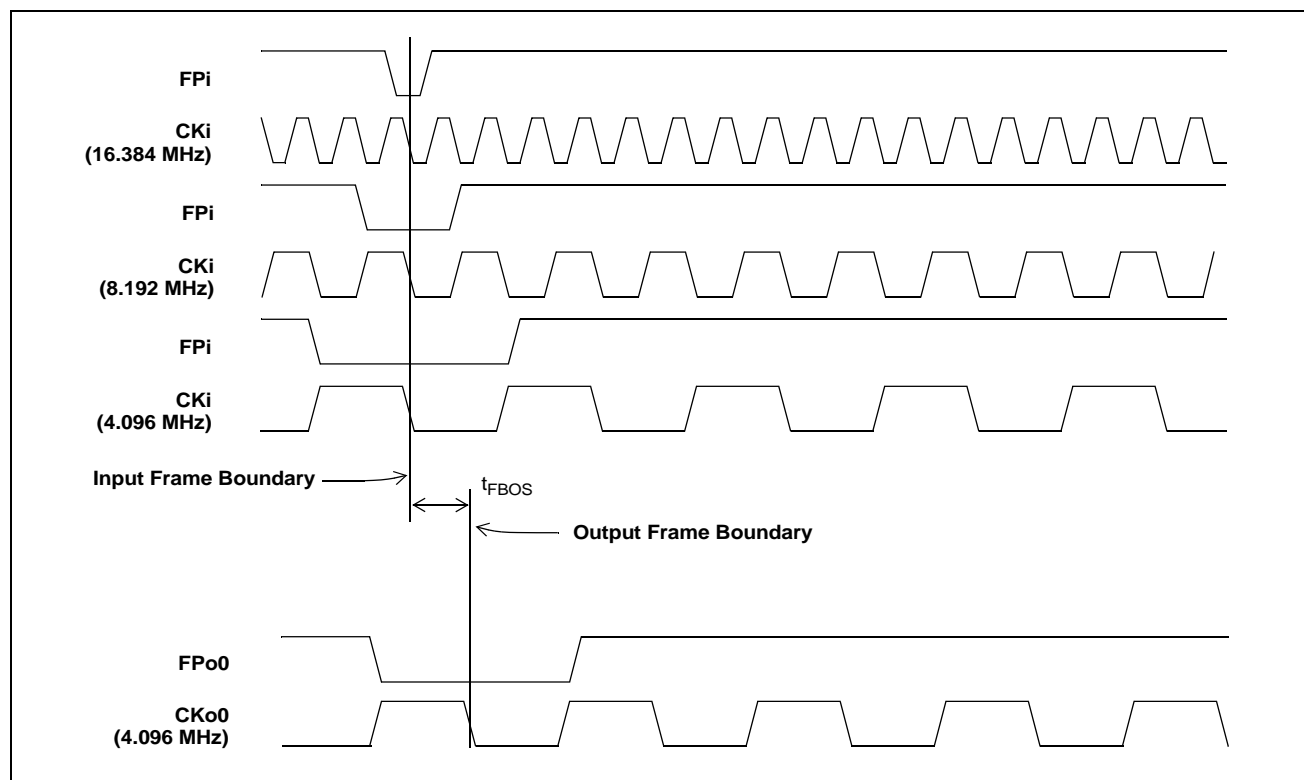 FPi
CKi
(16.384 MHz)
FPi
CKi
(8.192 MHz)
FPi
CKi
(4.096 MHz)
Input Frame Boundary
tFBOS
Output Frame Boundary
FPo0
CKo0
(4.096 MHz)